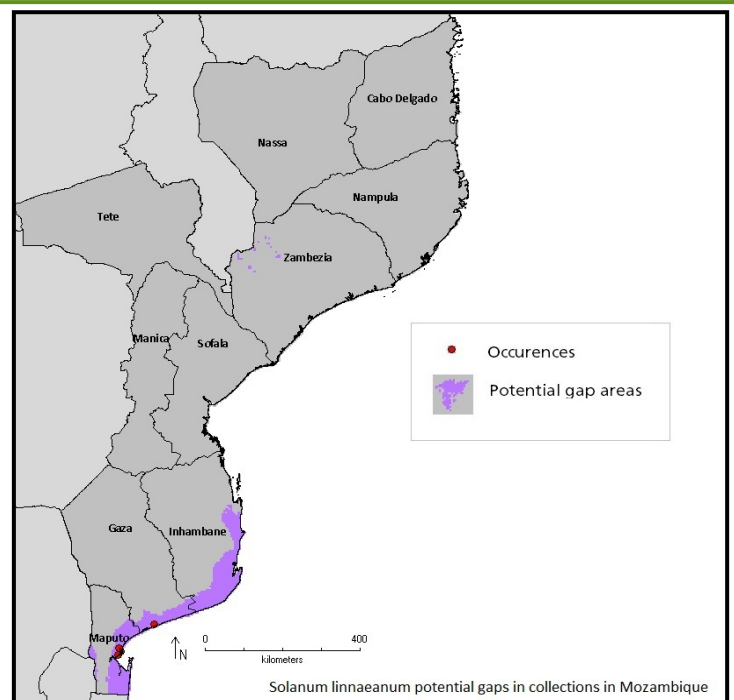 Cabo Delgado
Nassa
Nampula
Tete
Zambezia
Manica
Sofala
Occurences
Potential gap areas
Gaza
Inhambane
Maputo
N
0 400
kilometers
Solanum linnaeanum potential gaps in collections in Mozambique